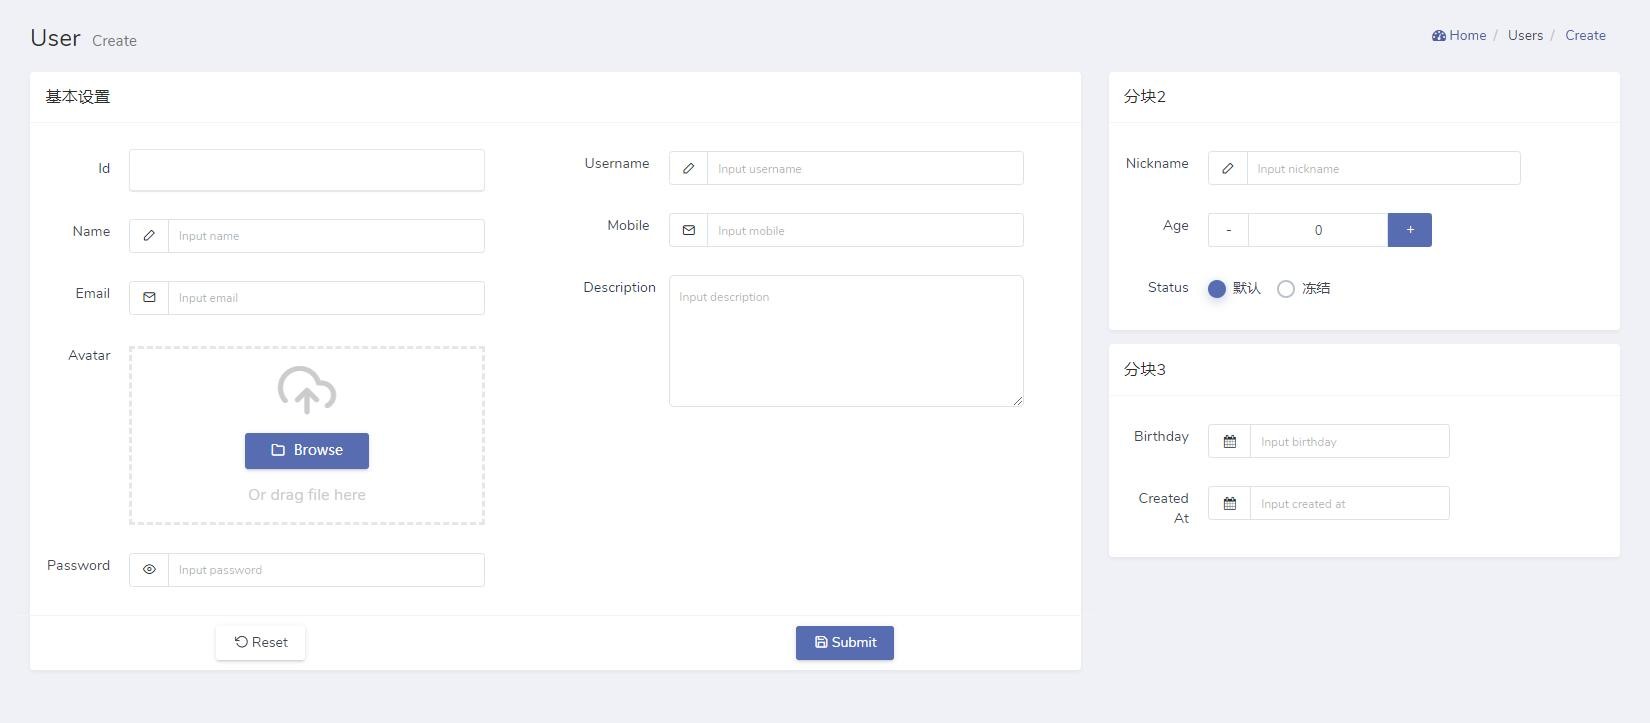 User Create
Home / Users / Create
基本设置
Id
Name Input name
Email Input email
Avatar
Browse
Or drag file here
Password Input password
Username Input username
Mobile Input mobile
Description Input description
Reset
Submit
分块2
Nickname Input nickname
Age - 0 +
Status 默认 冻结
分块3
Birthday Input birthday
Created
At
Input created at